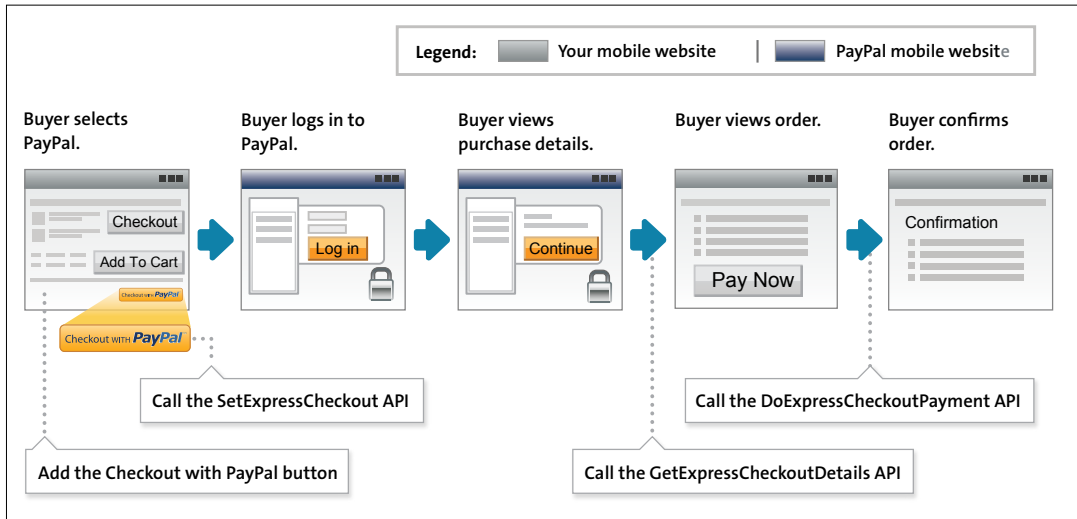 Legend: Your mobile website | PayPal mobile website
Buyer selects
PayPal.
Buyer logs in to
PayPal.
Buyer views
purchase details.
Buyer views order.
Buyer confirms
order.
Checkout
Add To Cart
Checkout with PayPal
Checkout WITH PayPal
Log in
Continue
Pay Now
Confirmation
Call the SetExpressCheckout API
Call the DoExpressCheckoutPayment API
Add the Checkout with PayPal button
Call the GetExpressCheckoutDetails API